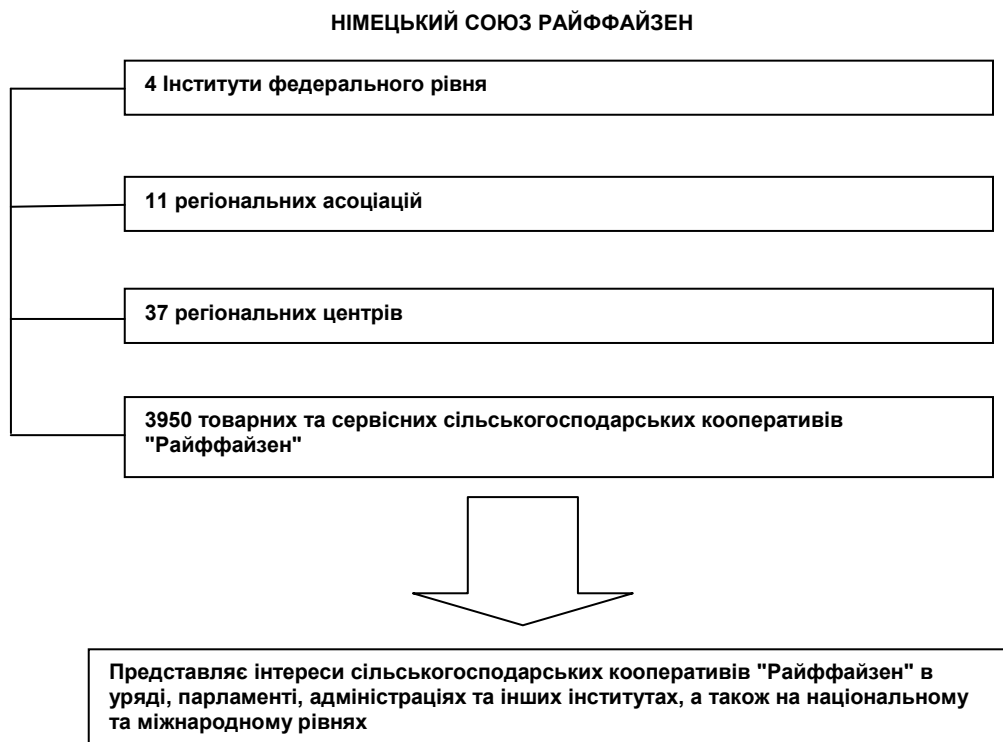 НІМЕЦЬКИЙ СОЮЗ РАЙФФАЙЗЕН
4 Інститути федерального рівня
11 регіональних асоціацій
37 регіональних центрів
3950 товарних та сервісних сільськогосподарських кооперативів
"Райффайзен"
Представляє інтереси сільськогосподарських кооперативів "Райффайзен" в
уряді, парламенті, адміністраціях та інших інститутах, а також на національному
та міжнародному рівнях